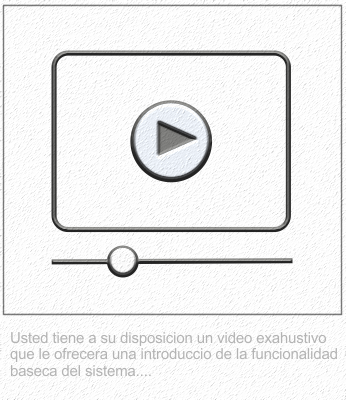 Usted tiene a su disposicion un video exahustivo
que le ofrecera una introduccio de la funcionalidad
baseca del sistema....